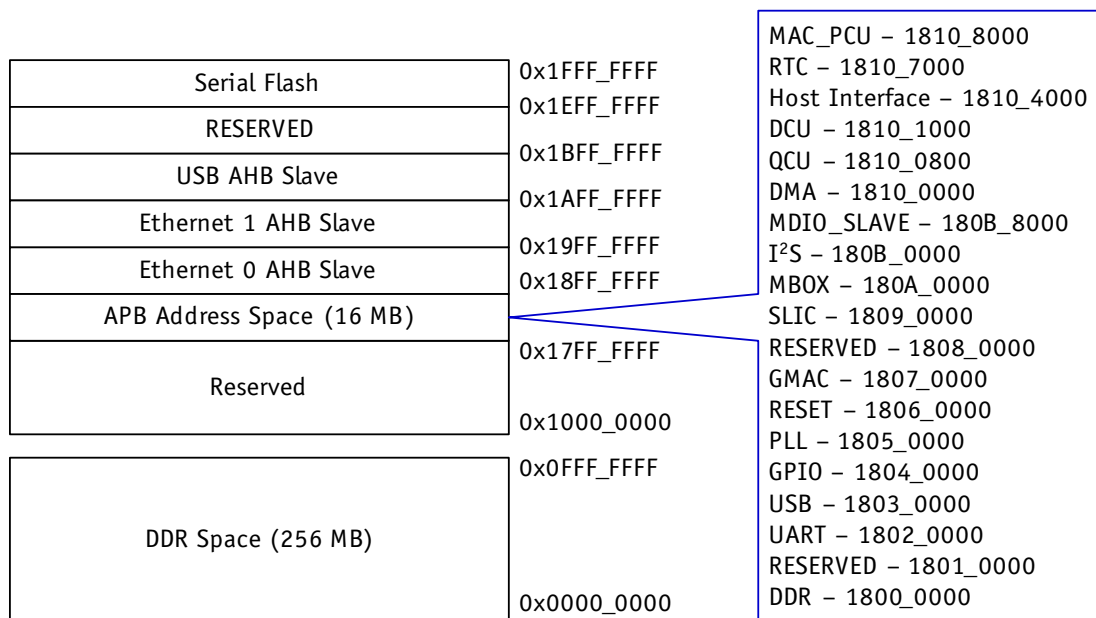 Serial Flash
0x1FFF_FFFF
0x1EFF_FFFF
RESERVED
0x1BFF_FFFF
USB AHB Slave
0x1AFF_FFFF
Ethernet 1 AHB Slave
0x19FF_FFFF
Ethernet 0 AHB Slave
0x18FF_FFFF
APB Address Space (16 MB)
0x17FF_FFFF
Reserved
0x1000_0000
0x0FFF_FFFF
DDR Space (256 MB)
0x0000_0000
MAC_PCU – 1810_8000
RTC – 1810_7000
Host Interface – 1810_4000
DCU – 1810_1000
QCU – 1810_0800
DMA – 1810_0000
MDIO_SLAVE – 180B_8000
I²S – 180B_0000
MBOX – 180A_0000
SLIC – 1809_0000
RESERVED – 1808_0000
GMAC – 1807_0000
RESET – 1806_0000
PLL – 1805_0000
GPIO – 1804_0000
USB – 1803_0000
UART – 1802_0000
RESERVED – 1801_0000
DDR – 1800_0000